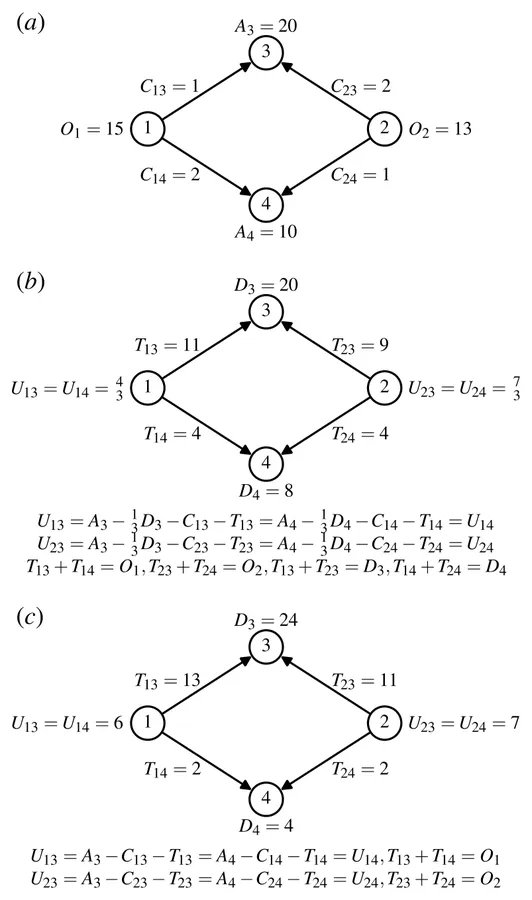 (a)
A₃ = 20
3
C₁₃ = 1
C₂₃ = 2
O₁ = 15
1
2
O₂ = 13
C₁₄ = 2
C₂₄ = 1
4
A₄ = 10
(b)
D₃ = 20
3
T₁₃ = 11
T₂₃ = 9
U₁₃ = U₁₄ = 4/3
1
2
U₂₃ = U₂₄ = 7/3
T₁₄ = 4
T₂₄ = 4
4
D₄ = 8
U₁₃ = A₃ − 1/3 D₃ − C₁₃ − T₁₃ = A₄ − 1/3 D₄ − C₁₄ − T₁₄ = U₁₄
U₂₃ = A₃ − 1/3 D₃ − C₂₃ − T₂₃ = A₄ − 1/3 D₄ − C₂₄ − T₂₄ = U₂₄
T₁₃ + T₁₄ = O₁, T₂₃ + T₂₄ = O₂, T₁₃ + T₂₃ = D₃, T₁₄ + T₂₄ = D₄
(c)
D₃ = 24
3
T₁₃ = 13
T₂₃ = 11
U₁₃ = U₁₄ = 6
1
2
U₂₃ = U₂₄ = 7
T₁₄ = 2
T₂₄ = 2
4
D₄ = 4
U₁₃ = A₃ − C₁₃ − T₁₃ = A₄ − C₁₄ − T₁₄ = U₁₄, T₁₃ + T₁₄ = O₁
U₂₃ = A₃ − C₂₃ − T₂₃ = A₄ − C₂₄ − T₂₄ = U₂₄, T₂₃ + T₂₄ = O₂